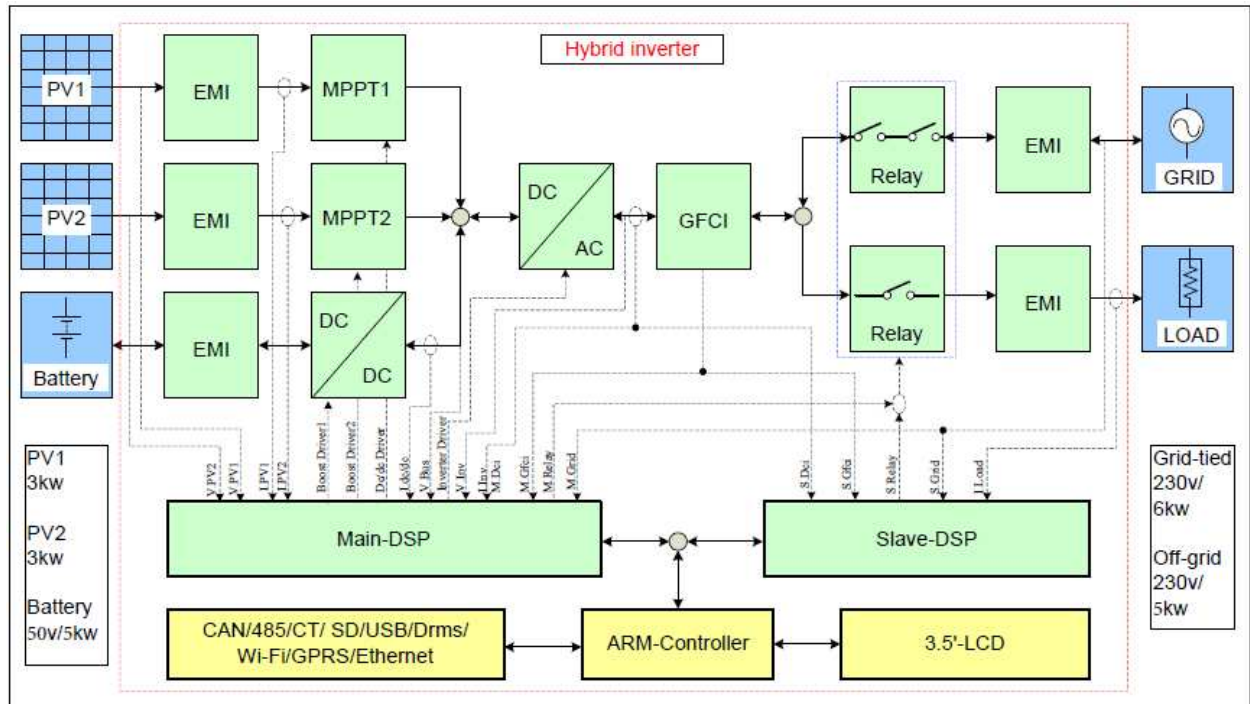 Hybrid inverter
PV1
EMI
MPPT1
Relay
EMI
GRID
PV2
EMI
MPPT2
DC
AC
GFCI
Battery
EMI
DC
DC
Relay
EMI
LOAD
V.PV2
V.PV1
I.PV1
I.PV2
Boost Driver1
Boost Driver2
Dc/dc Driver
I.dc/dc
V.Bus
Inverter Driver
V.Inv
I.Inv
M.Dci
M.Gfci
M.Relay
M.Grid
S.Dci
S.Gfci
S.Relay
S.Grid
I.Load
Main-DSP
Slave-DSP
CAN/485/CT/ SD/USB/Drms/
Wi-Fi/GPRS/Ethernet
ARM-Controller
3.5'-LCD
PV1
3kw
PV2
3kw
Battery
50v/5kw
Grid-tied
230v/
6kw
Off-grid
230v/
5kw